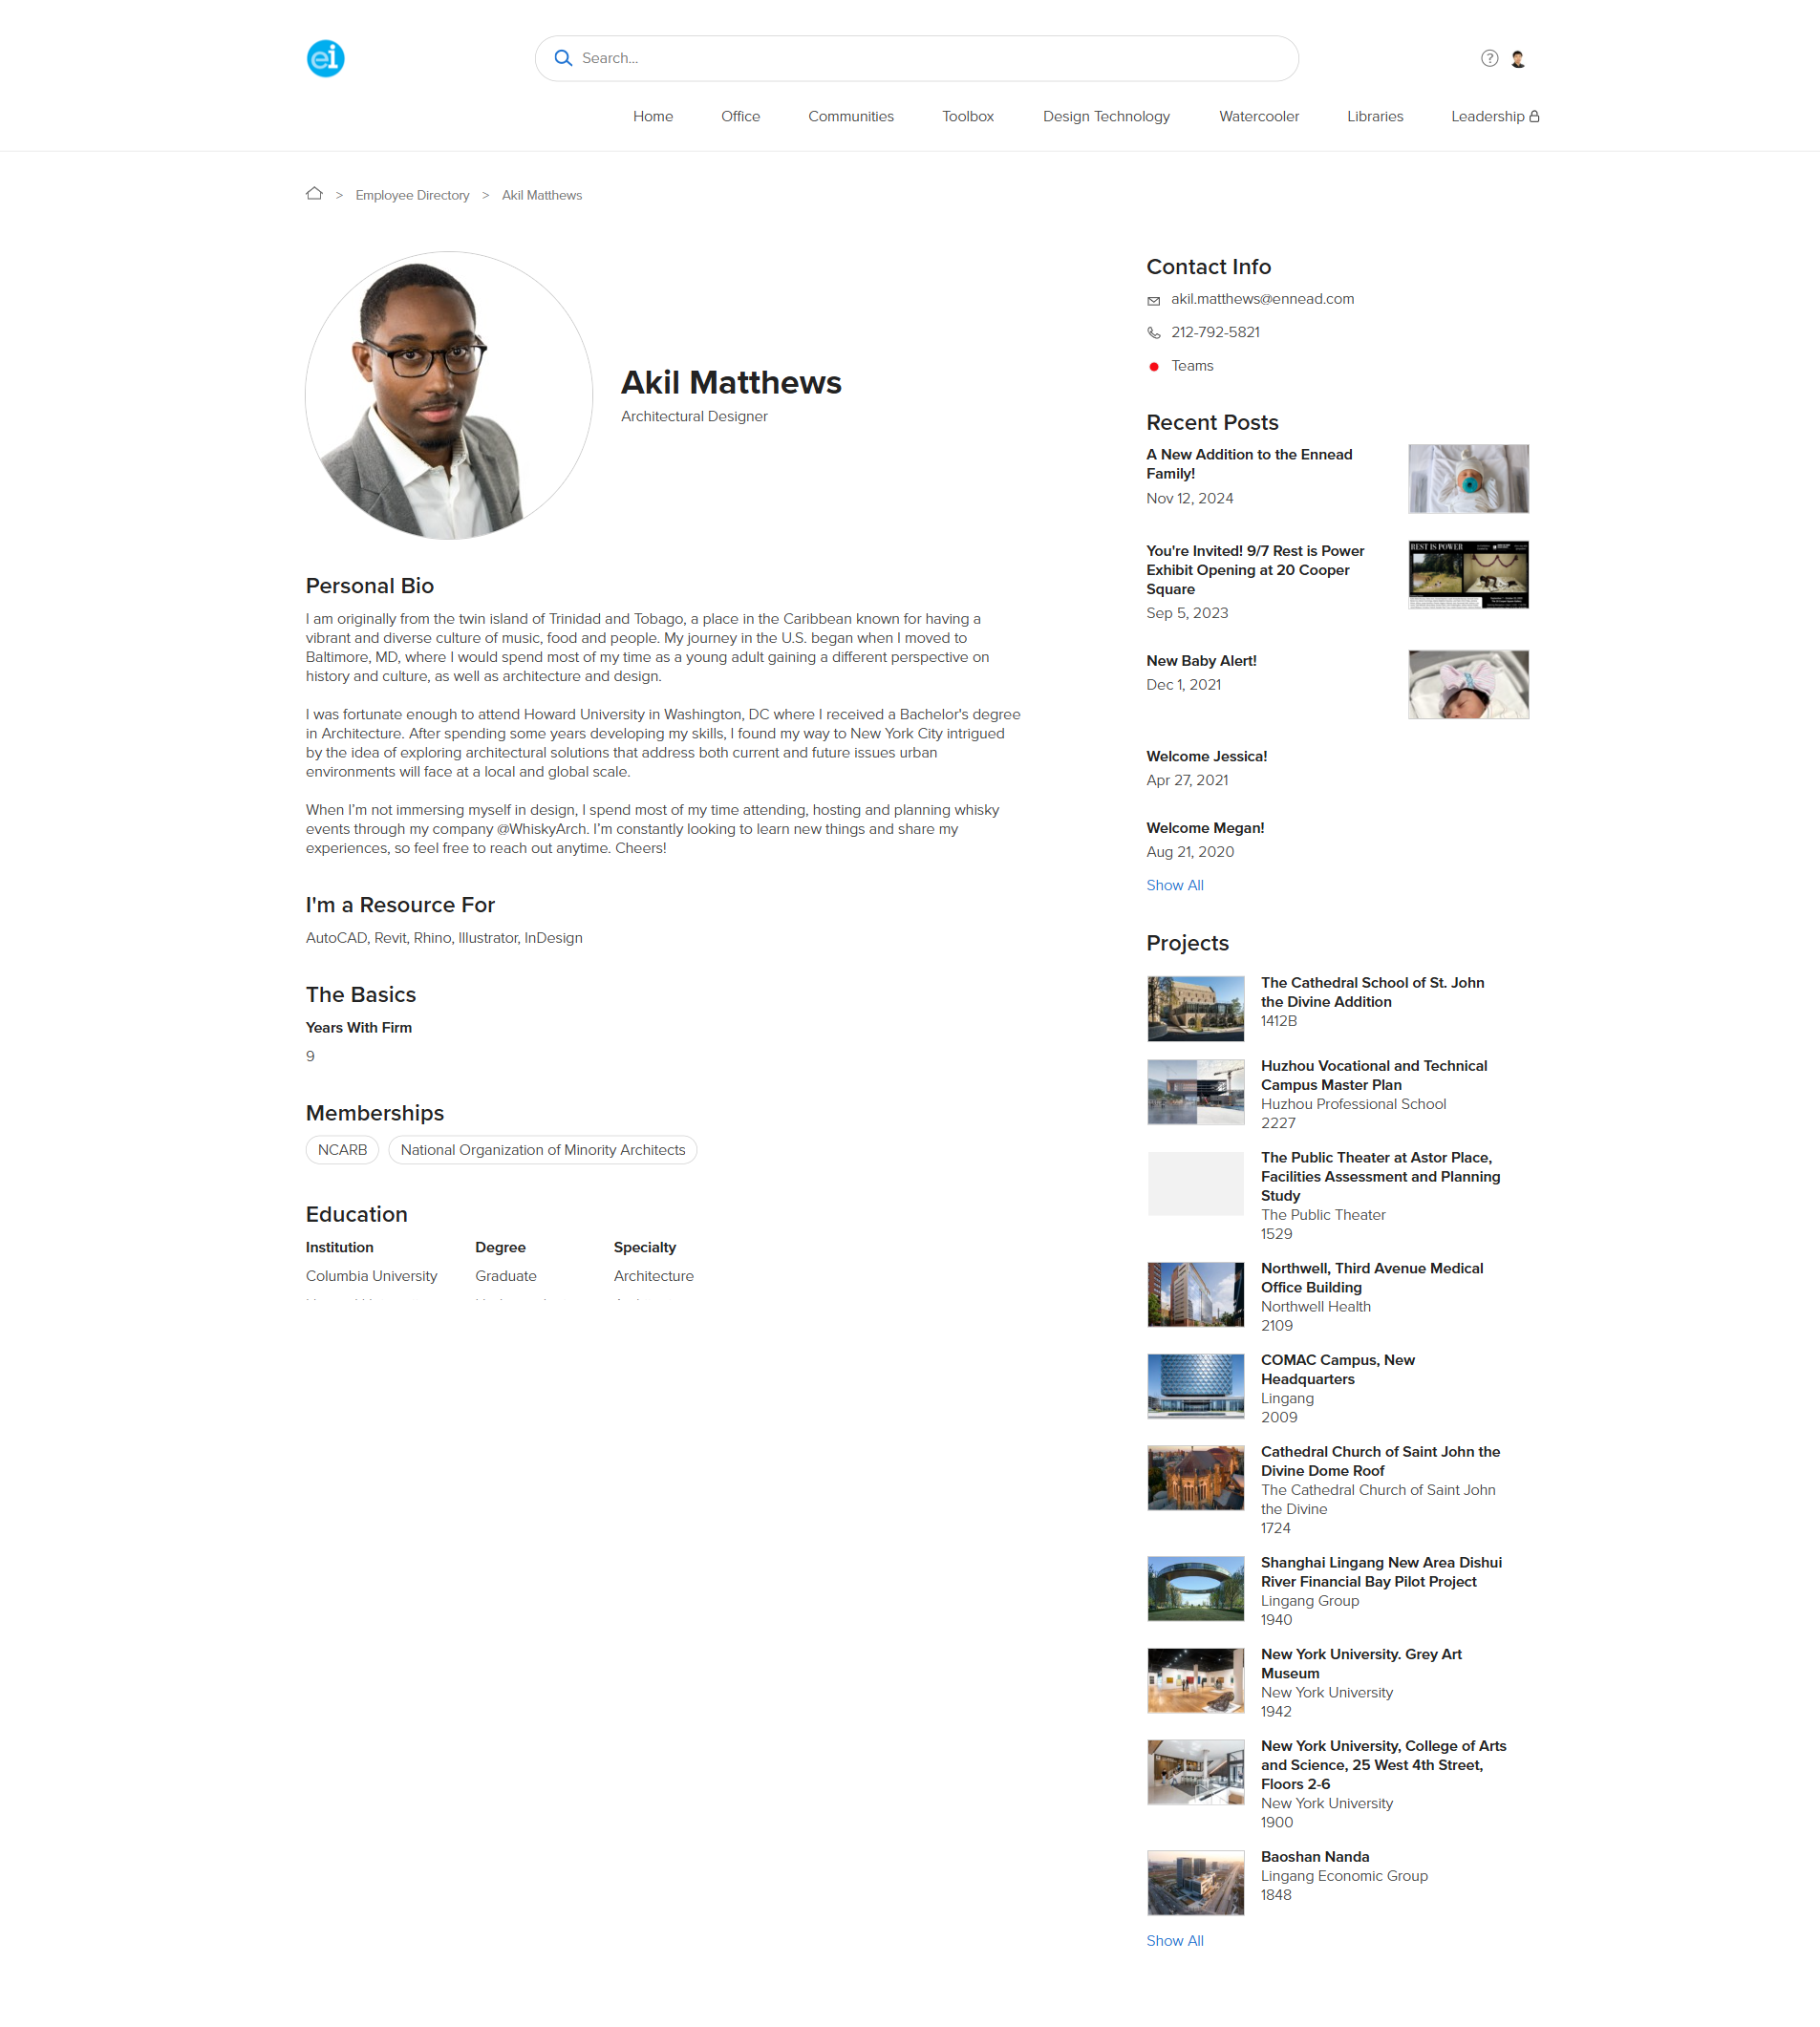 ei
Search...
Home
Office
Communities
Toolbox
Design Technology
Watercooler
Libraries
Leadership
> Employee Directory > Akil Matthews
Akil Matthews
Architectural Designer
Personal Bio
I am originally from the twin island of Trinidad and Tobago, a place in the Caribbean known for having a
vibrant and diverse culture of music, food and people. My journey in the U.S. began when I moved to
Baltimore, MD, where I would spend most of my time as a young adult gaining a different perspective on
history and culture, as well as architecture and design.
I was fortunate enough to attend Howard University in Washington, DC where I received a Bachelor's degree
in Architecture. After spending some years developing my skills, I found my way to New York City intrigued
by the idea of exploring architectural solutions that address both current and future issues urban
environments will face at a local and global scale.
When I'm not immersing myself in design, I spend most of my time attending, hosting and planning whisky
events through my company @WhiskyArch. I'm constantly looking to learn new things and share my
experiences, so feel free to reach out anytime. Cheers!
I'm a Resource For
AutoCAD, Revit, Rhino, Illustrator, InDesign
The Basics
Years With Firm
9
Memberships
NCARB
National Organization of Minority Architects
Education
Institution Degree Specialty
Columbia University Graduate Architecture
Contact Info
akil.matthews@ennead.com
212-792-5821
Teams
Recent Posts
A New Addition to the Ennead
Family!
Nov 12, 2024
You're Invited! 9/7 Rest is Power
Exhibit Opening at 20 Cooper
Square
Sep 5, 2023
REST IS POWER
New Baby Alert!
Dec 1, 2021
Welcome Jessica!
Apr 27, 2021
Welcome Megan!
Aug 21, 2020
Show All
Projects
The Cathedral School of St. John
the Divine Addition
1412B
Huzhou Vocational and Technical
Campus Master Plan
Huzhou Professional School
2227
The Public Theater at Astor Place,
Facilities Assessment and Planning
Study
The Public Theater
1529
Northwell, Third Avenue Medical
Office Building
Northwell Health
2109
COMAC Campus, New
Headquarters
Lingang
2009
Cathedral Church of Saint John the
Divine Dome Roof
The Cathedral Church of Saint John
the Divine
1724
Shanghai Lingang New Area Dishui
River Financial Bay Pilot Project
Lingang Group
1940
New York University. Grey Art
Museum
New York University
1942
New York University, College of Arts
and Science, 25 West 4th Street,
Floors 2-6
New York University
1900
Baoshan Nanda
Lingang Economic Group
1848
Show All